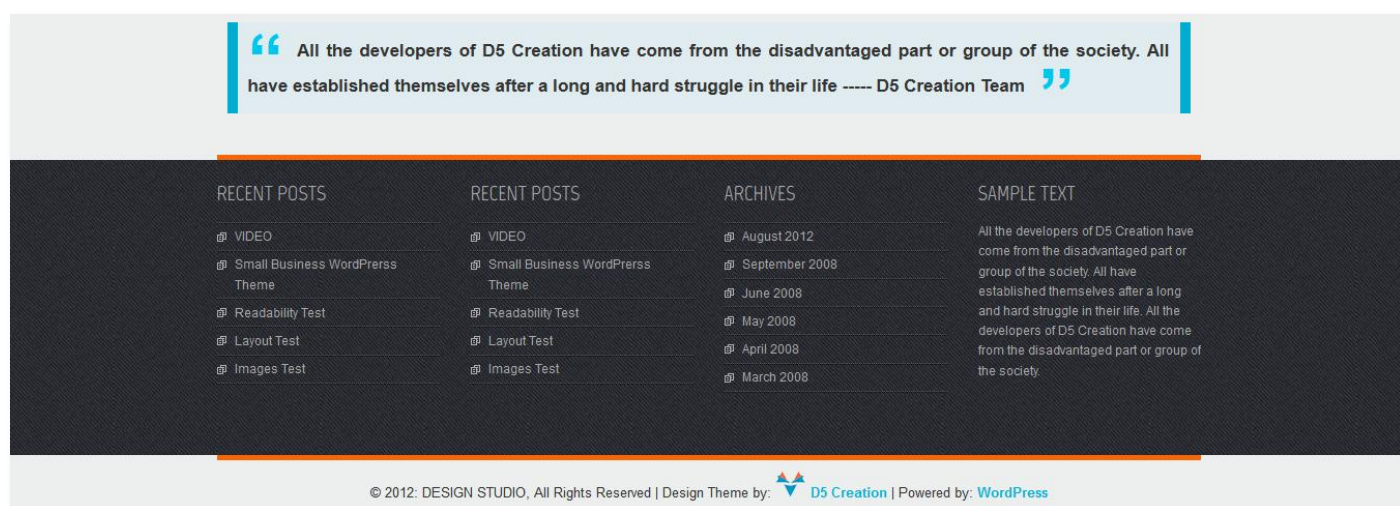 “ All the developers of D5 Creation have come from the disadvantaged part or group of the society. All
have established themselves after a long and hard struggle in their life ----- D5 Creation Team ”
RECENT POSTS
VIDEO
Small Business WordPrerss
Theme
Readability Test
Layout Test
Images Test
RECENT POSTS
VIDEO
Small Business WordPrerss
Theme
Readability Test
Layout Test
Images Test
ARCHIVES
August 2012
September 2008
June 2008
May 2008
April 2008
March 2008
SAMPLE TEXT
All the developers of D5 Creation have
come from the disadvantaged part or
group of the society. All have
established themselves after a long
and hard struggle in their life. All the
developers of D5 Creation have come
from the disadvantaged part or group of
the society.
© 2012: DESIGN STUDIO, All Rights Reserved | Design Theme by: D5 Creation | Powered by: WordPress